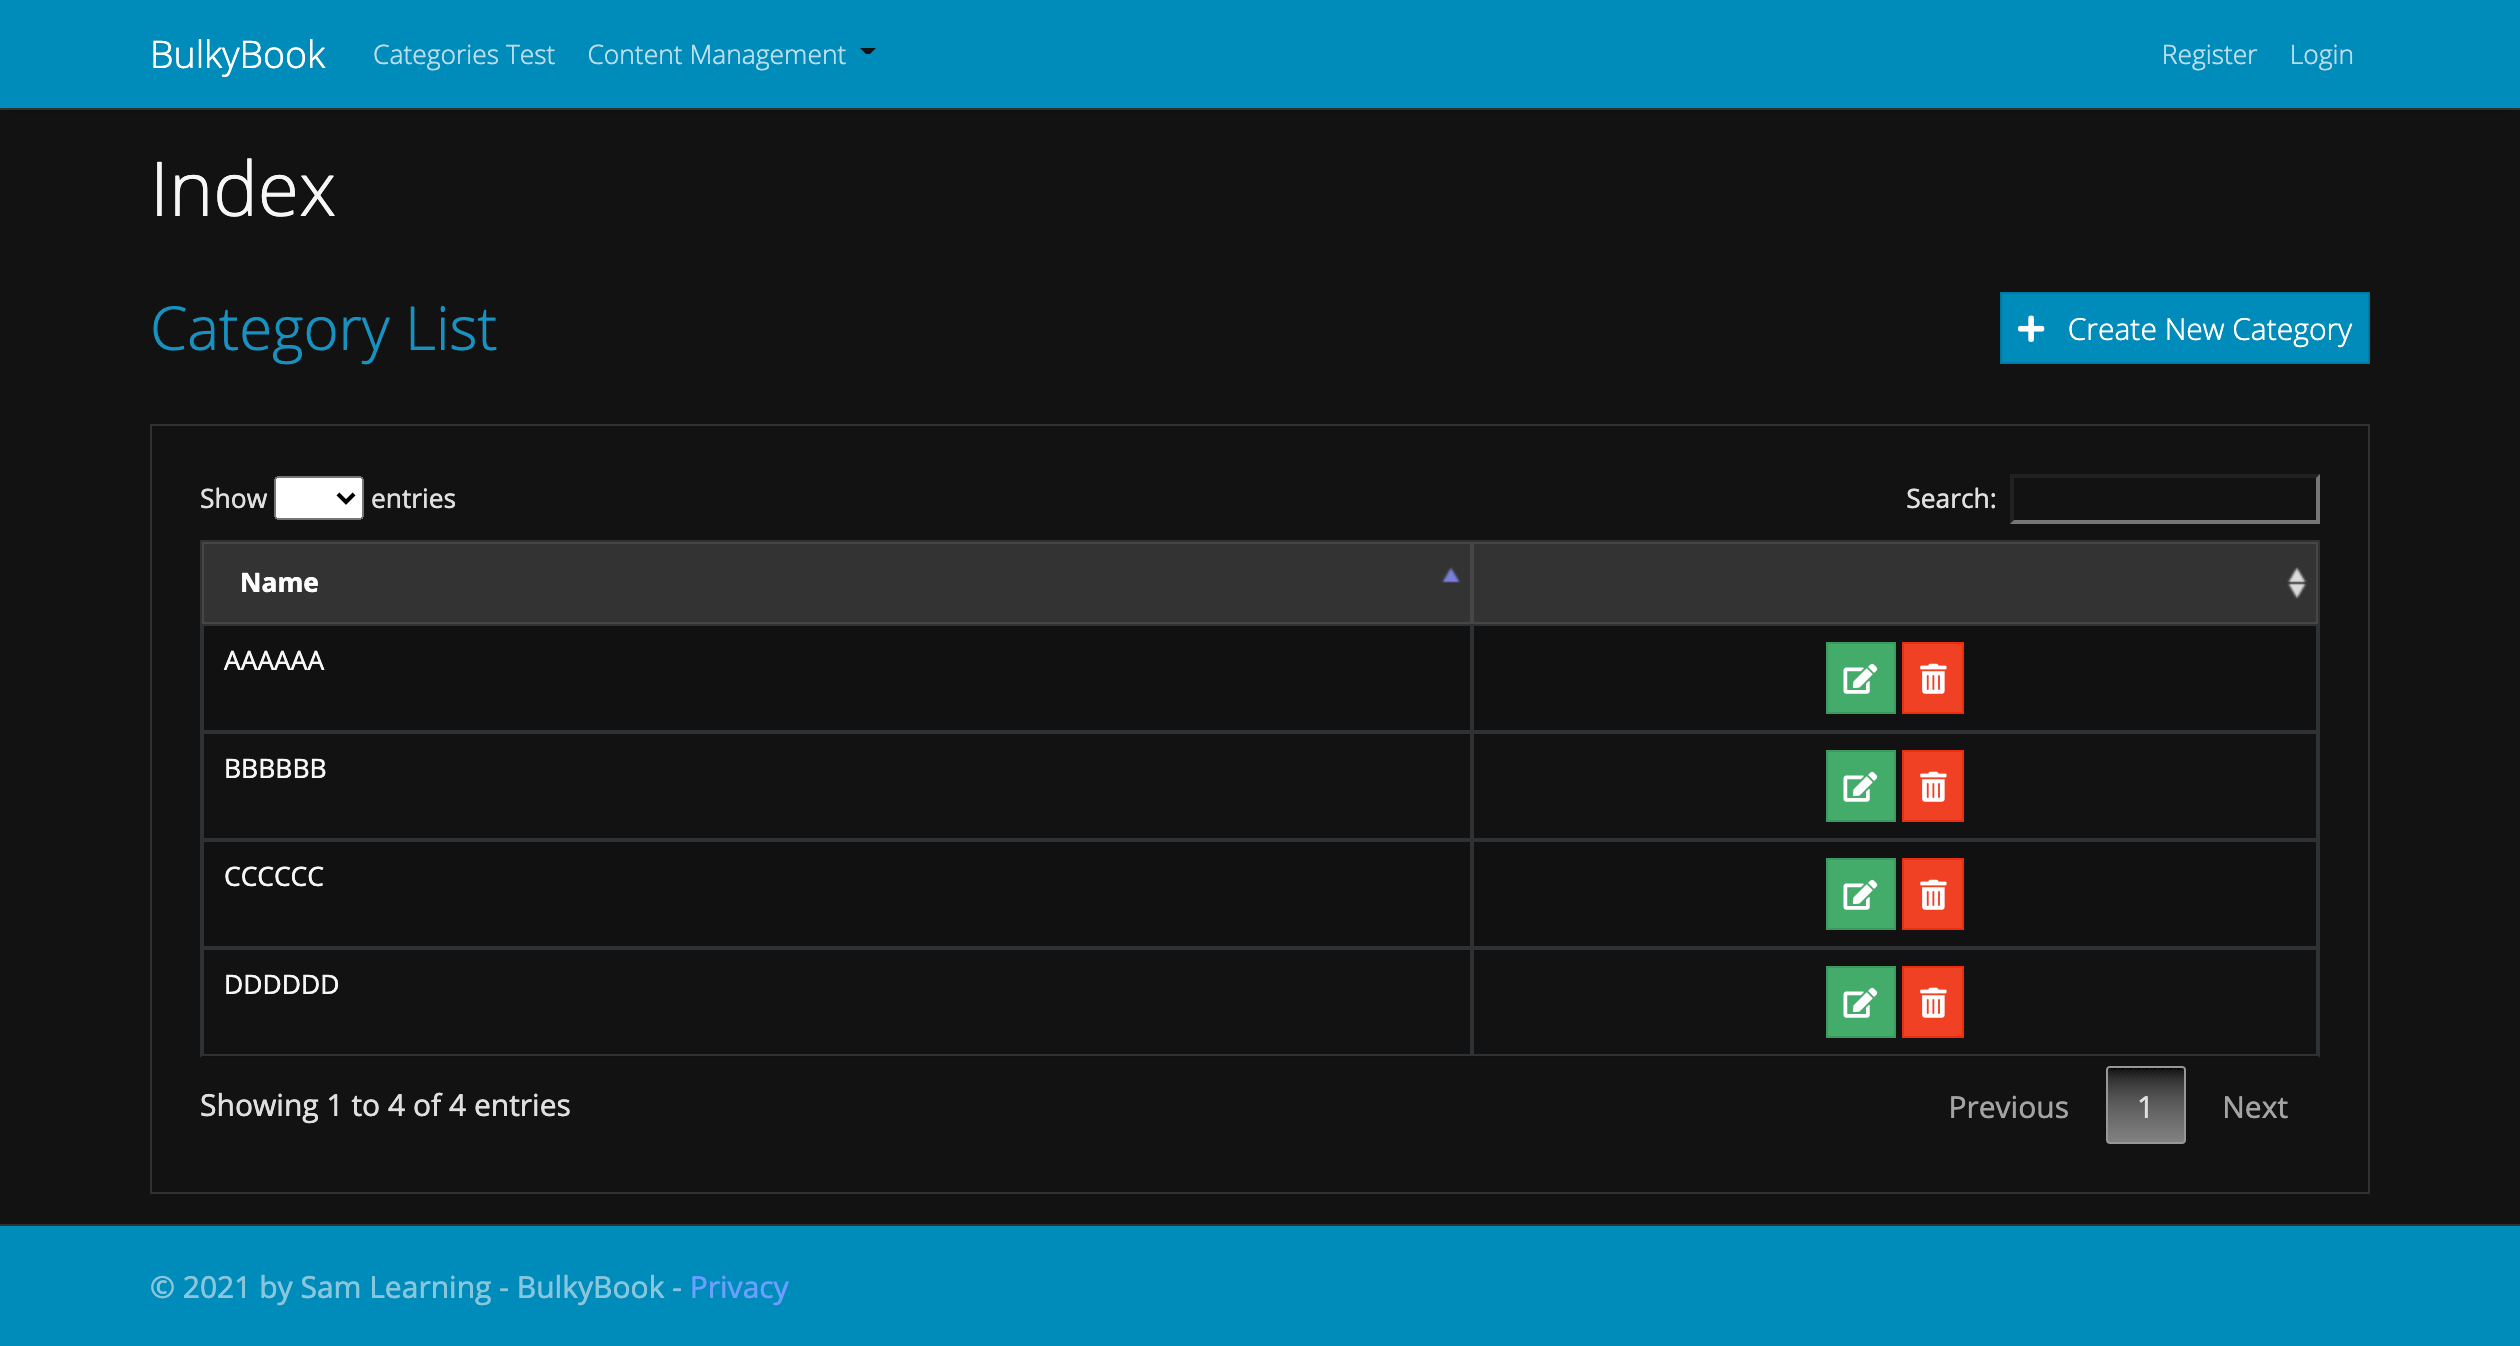 BulkyBook Categories Test Content Management Register Login
Index
Category List
Create New Category
Show entries Search:
Name
AAAAAA
BBBBBB
CCCCCC
DDDDDD
Showing 1 to 4 of 4 entries Previous 1 Next
© 2021 by Sam Learning - BulkyBook - Privacy